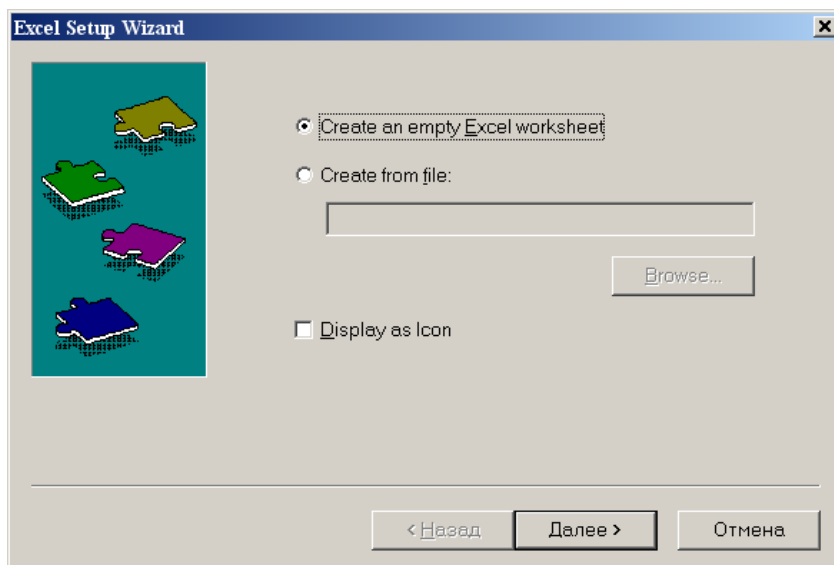 Excel Setup Wizard
Create an empty Excel worksheet
Create from file:
Browse...
Display as Icon
< Назад Далее > Отмена